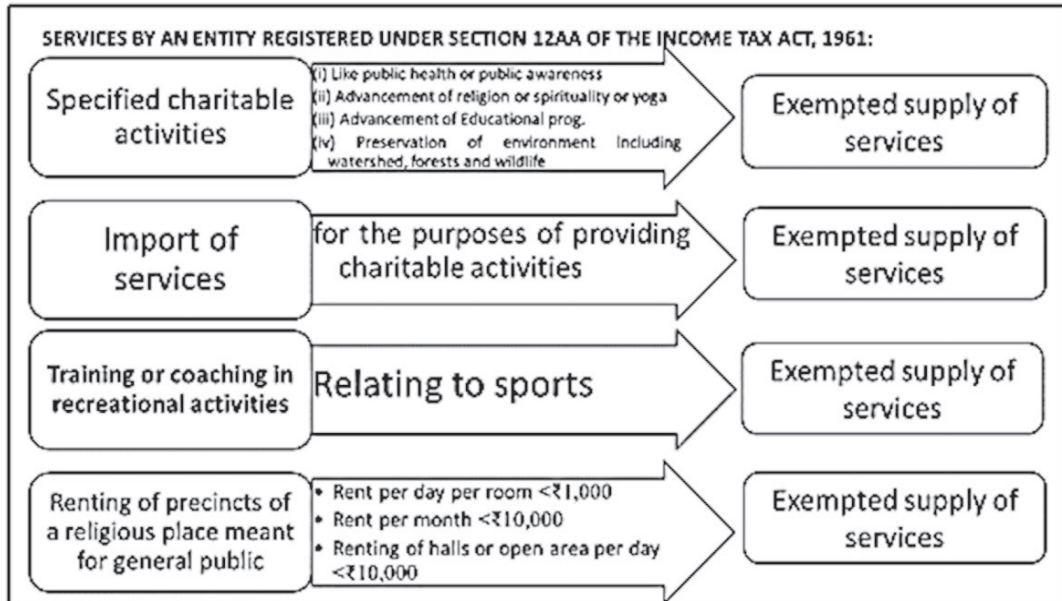 SERVICES BY AN ENTITY REGISTERED UNDER SECTION 12AA OF THE INCOME TAX ACT, 1961:
Specified charitable
activities
(i) Like public health or public awareness
(ii) Advancement of religion or spirituality or yoga
(iii) Advancement of Educational prog.
(iv) Preservation of environment including
watershed, forests and wildlife
Exempted supply of
services
Import of
services
for the purposes of providing
charitable activities
Exempted supply of
services
Training or coaching in
recreational activities
Relating to sports
Exempted supply of
services
Renting of precincts of
a religious place meant
for general public
• Rent per day per room <₹1,000
• Rent per month <₹10,000
• Renting of halls or open area per day
<₹10,000
Exempted supply of
services